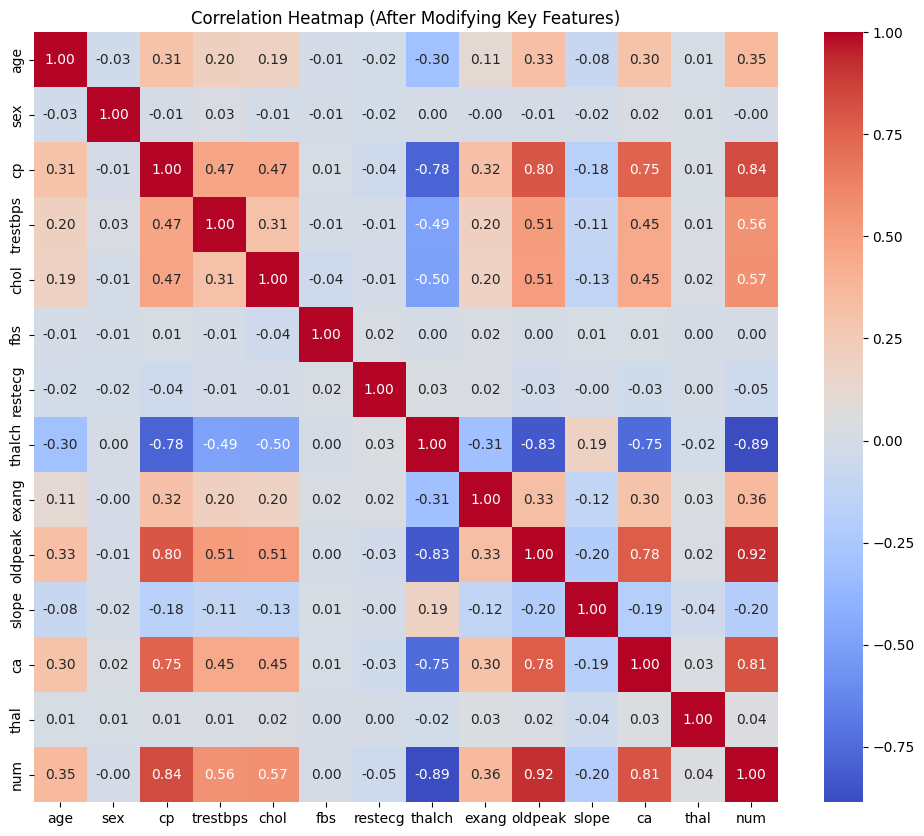 Correlation Heatmap (After Modifying Key Features)
age 1.00 -0.03 0.31 0.20 0.19 -0.01 -0.02 -0.30 0.11 0.33 -0.08 0.30 0.01 0.35
sex -0.03 1.00 -0.01 0.03 -0.01 -0.01 -0.02 0.00 -0.00 -0.01 -0.02 0.02 0.01 -0.00
cp 0.31 -0.01 1.00 0.47 0.47 0.01 -0.04 -0.78 0.32 0.80 -0.18 0.75 0.01 0.84
trestbps 0.20 0.03 0.47 1.00 0.31 -0.01 -0.01 -0.49 0.20 0.51 -0.11 0.45 0.01 0.56
chol 0.19 -0.01 0.47 0.31 1.00 -0.04 -0.01 -0.50 0.20 0.51 -0.13 0.45 0.02 0.57
fbs -0.01 -0.01 0.01 -0.01 -0.04 1.00 0.02 0.00 0.02 0.00 0.01 0.01 0.00 0.00
restecg -0.02 -0.02 -0.04 -0.01 -0.01 0.02 1.00 0.03 0.02 -0.03 -0.00 -0.03 0.00 -0.05
thalch -0.30 0.00 -0.78 -0.49 -0.50 0.00 0.03 1.00 -0.31 -0.83 0.19 -0.75 -0.02 -0.89
exang 0.11 -0.00 0.32 0.20 0.20 0.02 0.02 -0.31 1.00 0.33 -0.12 0.30 0.03 0.36
oldpeak 0.33 -0.01 0.80 0.51 0.51 0.00 -0.03 -0.83 0.33 1.00 -0.20 0.78 0.02 0.92
slope -0.08 -0.02 -0.18 -0.11 -0.13 0.01 -0.00 0.19 -0.12 -0.20 1.00 -0.19 -0.04 -0.20
ca 0.30 0.02 0.75 0.45 0.45 0.01 -0.03 -0.75 0.30 0.78 -0.19 1.00 0.03 0.81
thal 0.01 0.01 0.01 0.01 0.02 0.00 0.00 -0.02 0.03 0.02 -0.04 0.03 1.00 0.04
num 0.35 -0.00 0.84 0.56 0.57 0.00 -0.05 -0.89 0.36 0.92 -0.20 0.81 0.04 1.00
age sex cp trestbps chol fbs restecg thalch exang oldpeak slope ca thal num
1.00
0.75
0.50
0.25
0.00
−0.25
−0.50
−0.75